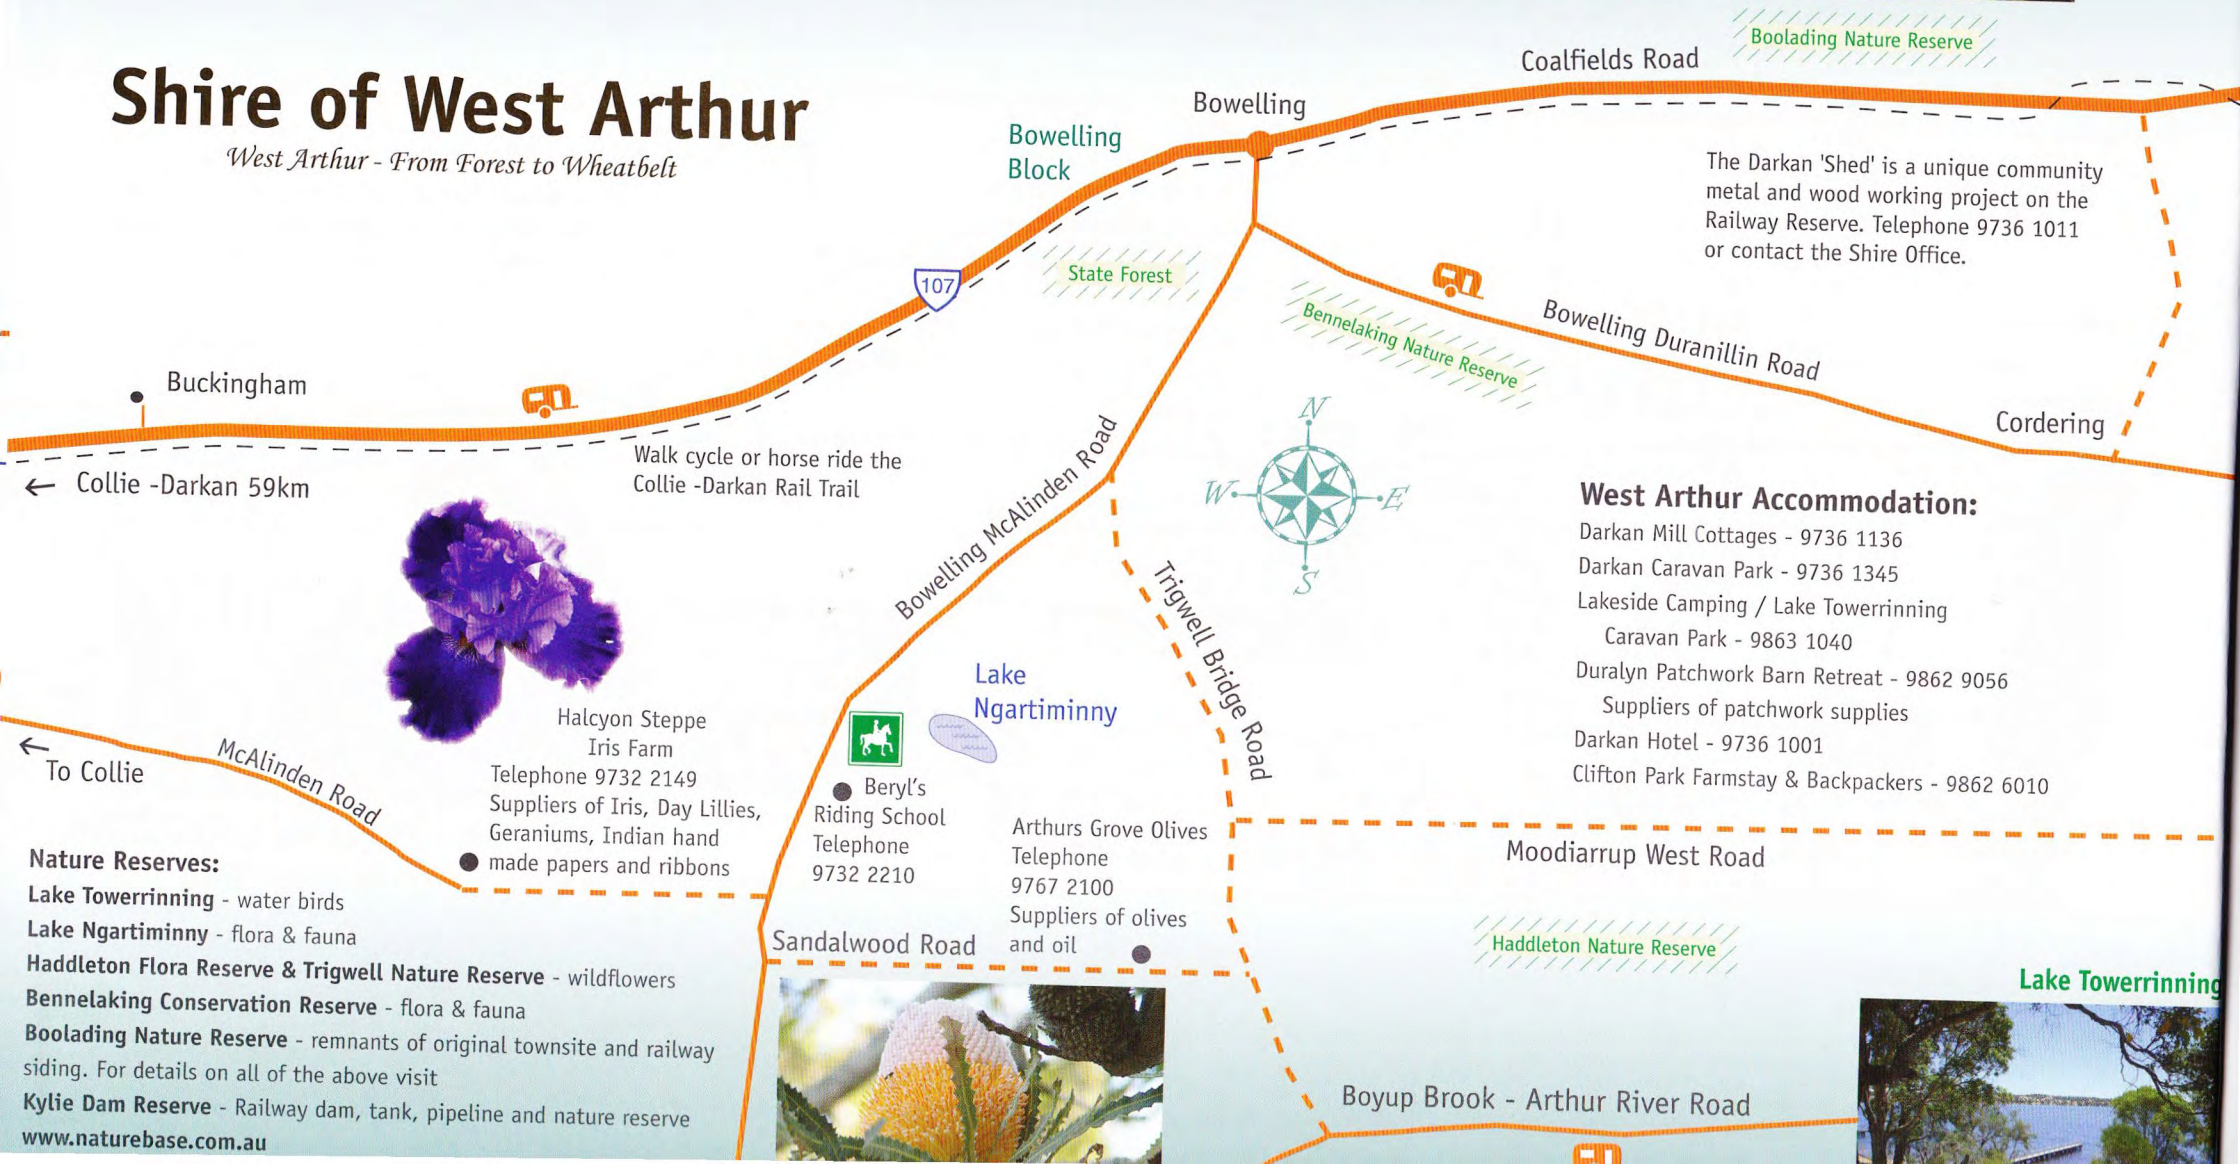 Shire of West Arthur
West Arthur - From Forest to Wheatbelt
Boolading Nature Reserve
Coalfields Road
Bowelling
Bowelling
Block
The Darkan 'Shed' is a unique community
metal and wood working project on the
Railway Reserve. Telephone 9736 1011
or contact the Shire Office.
107
State Forest
Bennelaking Nature Reserve
Bowelling Duranillin Road
Cordering
Buckingham
← Collie -Darkan 59km
Walk cycle or horse ride the
Collie -Darkan Rail Trail
Bowelling McAlinden Road
N
W
E
S
Trigwell Bridge Road
West Arthur Accommodation:
Darkan Mill Cottages - 9736 1136
Darkan Caravan Park - 9736 1345
Lakeside Camping / Lake Towerrinning
Caravan Park - 9863 1040
Duralyn Patchwork Barn Retreat - 9862 9056
Suppliers of patchwork supplies
Darkan Hotel - 9736 1001
Clifton Park Farmstay & Backpackers - 9862 6010
Lake
Ngartiminny
Halcyon Steppe
Iris Farm
Telephone 9732 2149
Suppliers of Iris, Day Lillies,
Geraniums, Indian hand
made papers and ribbons
← To Collie
McAlinden Road
Beryl's
Riding School
Telephone
9732 2210
Arthurs Grove Olives
Telephone
9767 2100
Suppliers of olives
and oil
Moodiarrup West Road
Sandalwood Road
Haddleton Nature Reserve
Lake Towerrinning
Nature Reserves:
Lake Towerrinning - water birds
Lake Ngartiminny - flora & fauna
Haddleton Flora Reserve & Trigwell Nature Reserve - wildflowers
Bennelaking Conservation Reserve - flora & fauna
Boolading Nature Reserve - remnants of original townsite and railway
siding. For details on all of the above visit
Kylie Dam Reserve - Railway dam, tank, pipeline and nature reserve
www.naturebase.com.au
Boyup Brook - Arthur River Road